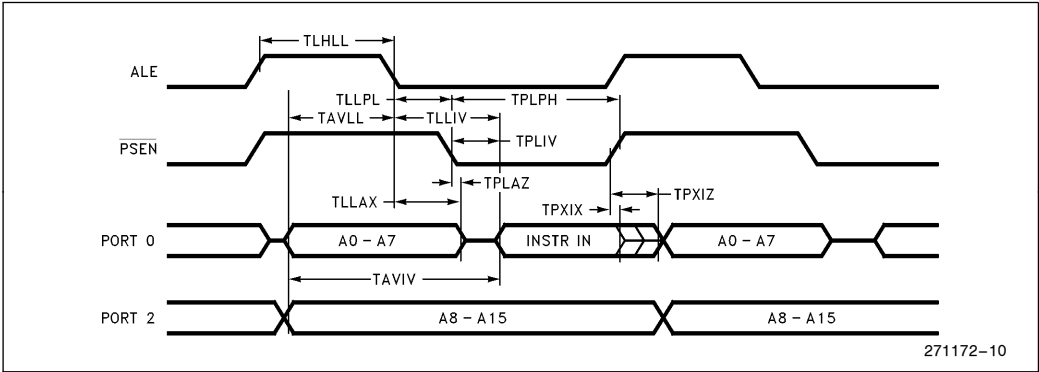 TLHLL
ALE
TLLPL
TPLPH
TAVLL
TLLIV
PSEN
TPLIV
TPLAZ
TLLAX
TPXIZ
TPXIX
PORT 0
A0 – A7
INSTR IN
A0 – A7
TAVIV
PORT 2
A8 – A15
A8 – A15
271172–10